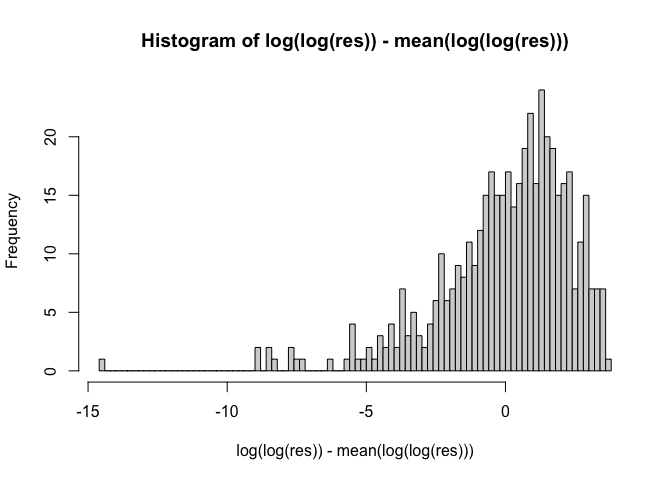 Histogram of log(log(res)) - mean(log(log(res)))
Frequency
20
15
10
5
0
-15 -10 -5 0
log(log(res)) - mean(log(log(res)))